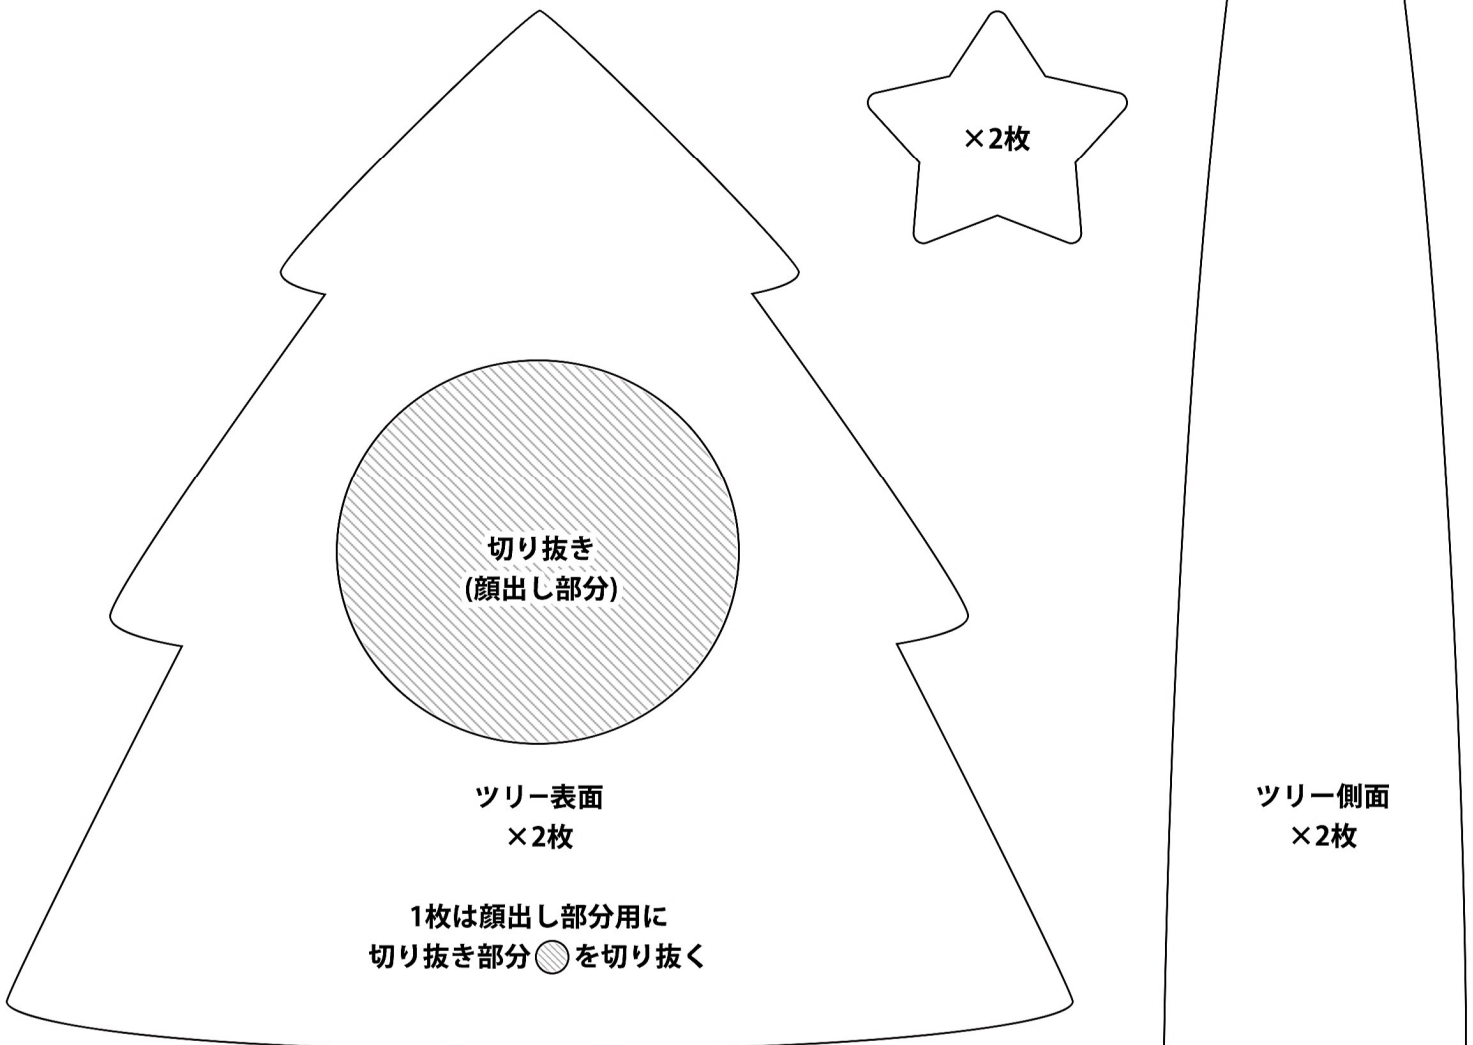 ×2枚
切り抜き
(顔出し部分)
ツリー表面
×2枚
1枚は顔出し部分用に
切り抜き部分を切り抜く
ツリー側面
×2枚